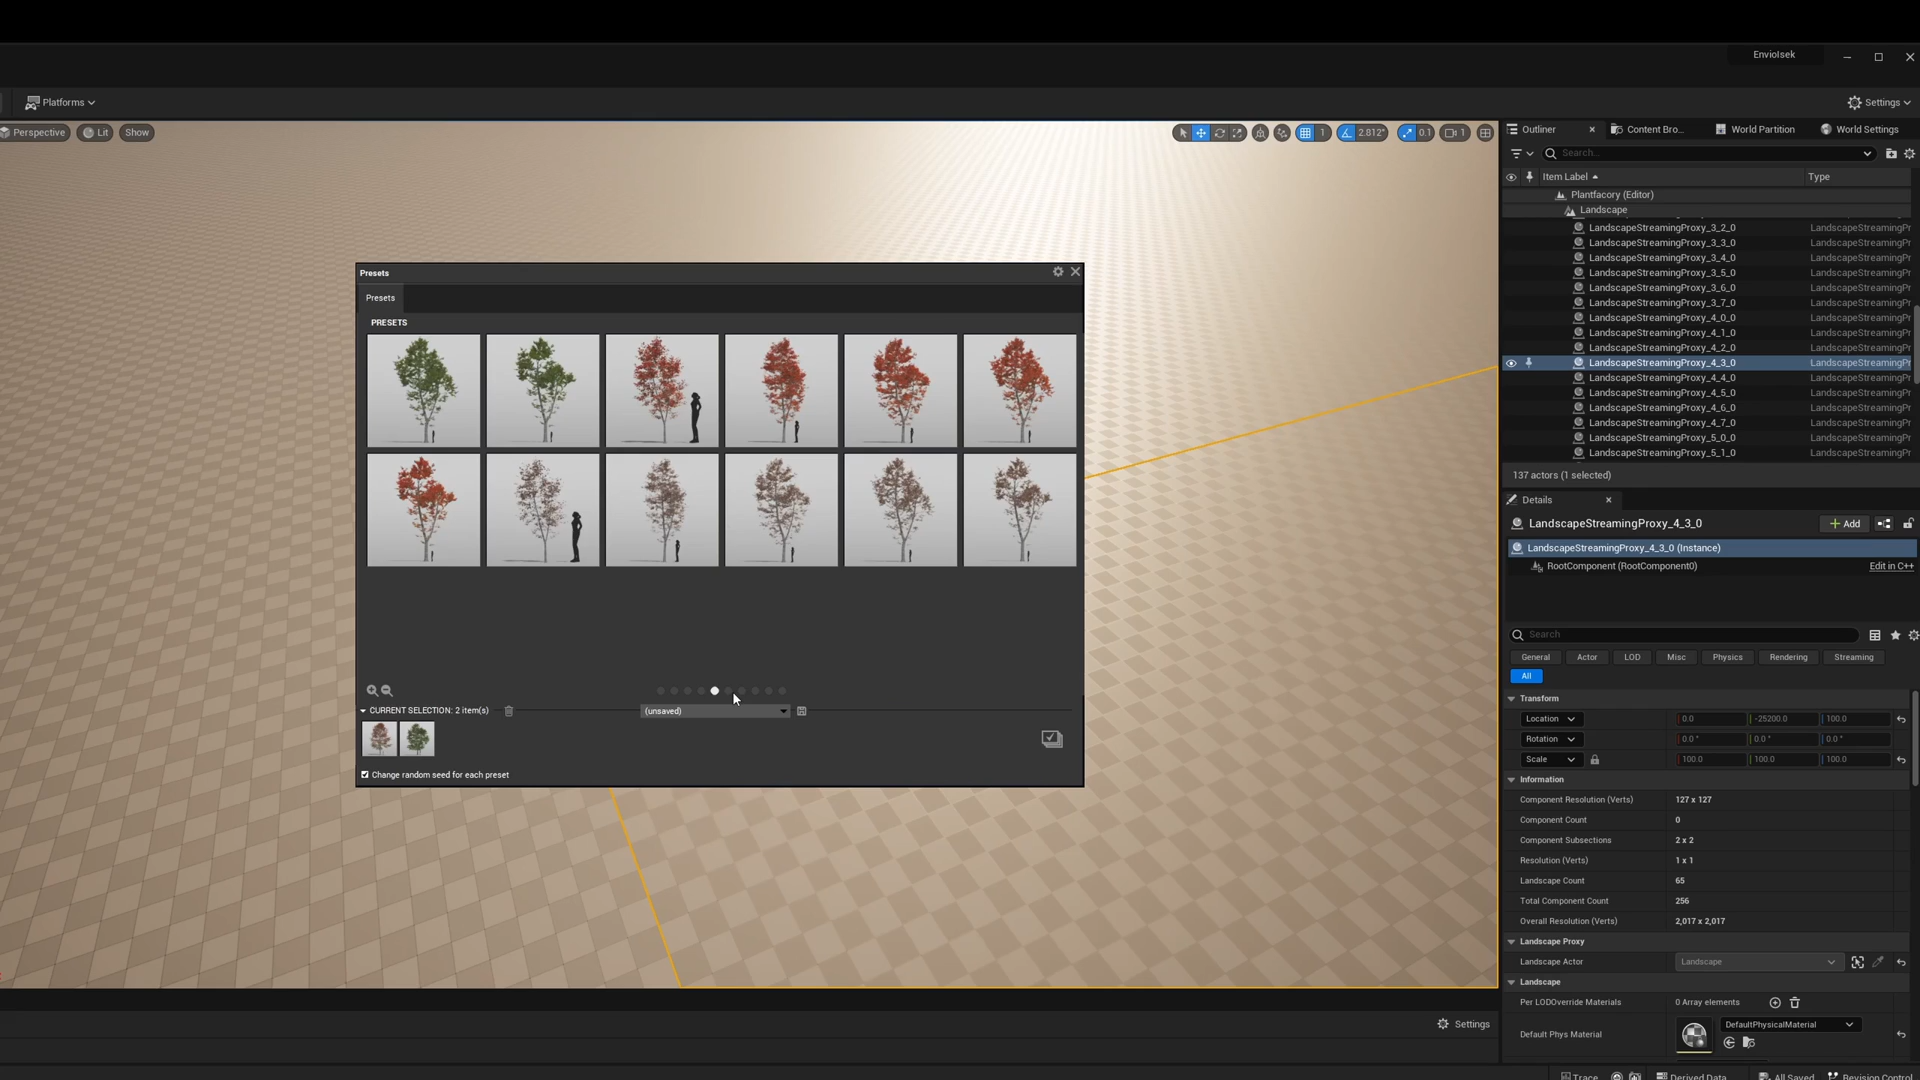 EnvioIsek
Platforms
Settings
Perspective
Lit
Show
1
2.812°
0.1
1
Outliner
Content Bro...
World Partition
World Settings
Search...
Item Label
Type
Plantfacory (Editor)
Landscape
LandscapeStreamingProxy_3_2_0 LandscapeStreamingPr
LandscapeStreamingProxy_3_3_0 LandscapeStreamingPr
LandscapeStreamingProxy_3_4_0 LandscapeStreamingPr
LandscapeStreamingProxy_3_5_0 LandscapeStreamingPr
LandscapeStreamingProxy_3_6_0 LandscapeStreamingPr
LandscapeStreamingProxy_3_7_0 LandscapeStreamingPr
LandscapeStreamingProxy_4_0_0 LandscapeStreamingPr
LandscapeStreamingProxy_4_1_0 LandscapeStreamingPr
LandscapeStreamingProxy_4_2_0 LandscapeStreamingPr
LandscapeStreamingProxy_4_3_0 LandscapeStreamingPr
LandscapeStreamingProxy_4_4_0 LandscapeStreamingPr
LandscapeStreamingProxy_4_5_0 LandscapeStreamingPr
LandscapeStreamingProxy_4_6_0 LandscapeStreamingPr
LandscapeStreamingProxy_4_7_0 LandscapeStreamingPr
LandscapeStreamingProxy_5_0_0 LandscapeStreamingPr
LandscapeStreamingProxy_5_1_0 LandscapeStreamingPr
137 actors (1 selected)
Presets
Presets
PRESETS
CURRENT SELECTION: 2 item(s)
(unsaved)
Change random seed for each preset
Details
LandscapeStreamingProxy_4_3_0
Add
LandscapeStreamingProxy_4_3_0 (Instance)
RootComponent (RootComponent0)
Edit in C++
Search
General
Actor
LOD
Misc
Physics
Rendering
Streaming
All
Transform
Location 0.0 -25200.0 100.0
Rotation 0.0 ° 0.0 ° 0.0 °
Scale 100.0 100.0 100.0
Information
Component Resolution (Verts) 127 x 127
Component Count 0
Component Subsections 2 x 2
Resolution (Verts) 1 x 1
Landscape Count 65
Total Component Count 256
Overall Resolution (Verts) 2,017 x 2,017
Landscape Proxy
Landscape Actor Landscape
Landscape
Per LODOverride Materials 0 Array elements
Default Phys Material DefaultPhysicalMaterial
Settings
Trace
Derived Data
All Saved
Revision Control